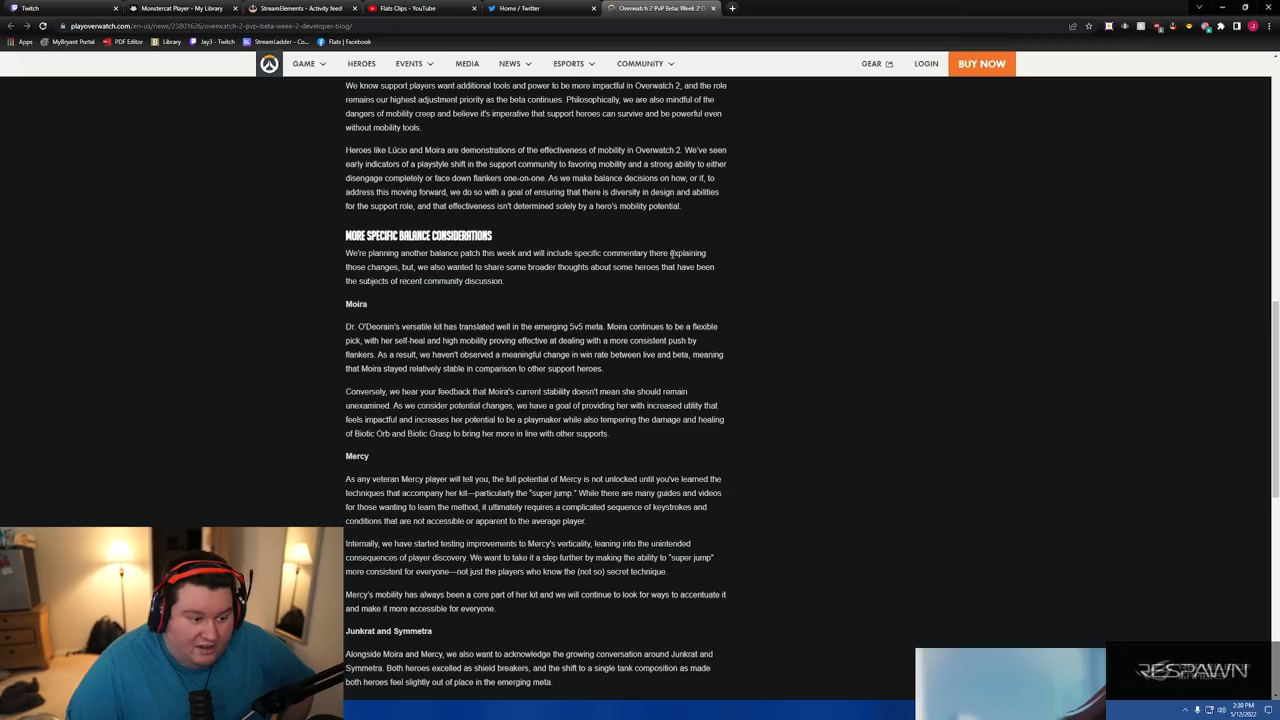 Twitch
Monstercat Player - My Library
StreamElements - Activity feed
Flats Clips - YouTube
Home / Twitter
Overwatch 2 PvP Beta: Week 2 D
playoverwatch.com/en-us/news/23801626/overwatch-2-pvp-beta-week-2-developer-blog/
Apps
MyBryant Portal
PDF Editor
Library
Jay3 - Twitch
StreamLadder - Co...
Flats | Facebook
GAME
HEROES
EVENTS
MEDIA
NEWS
ESPORTS
COMMUNITY
GEAR
LOGIN
BUY NOW
We know support players want additional tools and power to be more impactful in Overwatch 2, and the role
remains our highest adjustment priority as the beta continues. Philosophically, we are also mindful of the
dangers of mobility creep and believe it's imperative that support heroes can survive and be powerful even
without mobility tools.
Heroes like Lúcio and Moira are demonstrations of the effectiveness of mobility in Overwatch 2. We've seen
early indicators of a playstyle shift in the support community to favoring mobility and a strong ability to either
disengage completely or face down flankers one-on-one. As we make balance decisions on how, or if, to
address this moving forward, we do so with a goal of ensuring that there is diversity in design and abilities
for the support role, and that effectiveness isn't determined solely by a hero's mobility potential.
MORE SPECIFIC BALANCE CONSIDERATIONS
We're planning another balance patch this week and will include specific commentary there explaining
those changes, but, we also wanted to share some broader thoughts about some heroes that have been
the subjects of recent community discussion.
Moira
Dr. O'Deorain's versatile kit has translated well in the emerging 5v5 meta. Moira continues to be a flexible
pick, with her self-heal and high mobility proving effective at dealing with a more consistent push by
flankers. As a result, we haven't observed a meaningful change in win rate between live and beta, meaning
that Moira stayed relatively stable in comparison to other support heroes.
Conversely, we hear your feedback that Moira's current stability doesn't mean she should remain
unexamined. As we consider potential changes, we have a goal of providing her with increased utility that
feels impactful and increases her potential to be a playmaker while also tempering the damage and healing
of Biotic Orb and Biotic Grasp to bring her more in line with other supports.
Mercy
As any veteran Mercy player will tell you, the full potential of Mercy is not unlocked until you've learned the
techniques that accompany her kit—particularly the "super jump." While there are many guides and videos
for those wanting to learn the method, it ultimately requires a complicated sequence of keystrokes and
conditions that are not accessible or apparent to the average player.
Internally, we have started testing improvements to Mercy's verticality, leaning into the unintended
consequences of player discovery. We want to take it a step further by making the ability to "super jump"
more consistent for everyone—not just the players who know the (not so) secret technique.
Mercy's mobility has always been a core part of her kit and we will continue to look for ways to accentuate it
and make it more accessible for everyone.
Junkrat and Symmetra
Alongside Moira and Mercy, we also want to acknowledge the growing conversation around Junkrat and
Symmetra. Both heroes excelled as shield breakers, and the shift to a single tank composition as made
both heroes feel slightly out of place in the emerging meta.
RESPAWN
2:30 PM
5/12/2022